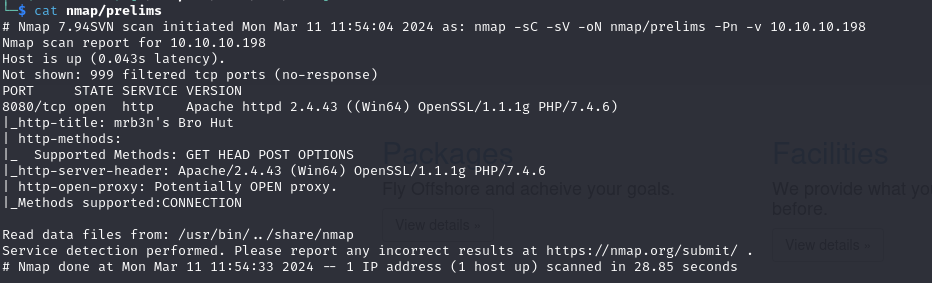 └─$ cat nmap/prelims
# Nmap 7.94SVN scan initiated Mon Mar 11 11:54:04 2024 as: nmap -sC -sV -oN nmap/prelims -Pn -v 10.10.10.198
Nmap scan report for 10.10.10.198
Host is up (0.043s latency).
Not shown: 999 filtered tcp ports (no-response)
PORT     STATE SERVICE VERSION
8080/tcp open  http    Apache httpd 2.4.43 ((Win64) OpenSSL/1.1.1g PHP/7.4.6)
|_http-title: mrb3n's Bro Hut
| http-methods:
|_  Supported Methods: GET HEAD POST OPTIONS
|_http-server-header: Apache/2.4.43 (Win64) OpenSSL/1.1.1g PHP/7.4.6
| http-open-proxy: Potentially OPEN proxy.
|_Methods supported:CONNECTION
Read data files from: /usr/bin/../share/nmap
Service detection performed. Please report any incorrect results at https://nmap.org/submit/ .
# Nmap done at Mon Mar 11 11:54:33 2024 -- 1 IP address (1 host up) scanned in 28.85 seconds
Packages
Fly Offshore and acheive your goals.
View details »
Facilities
We provide what yo
before..
View details »